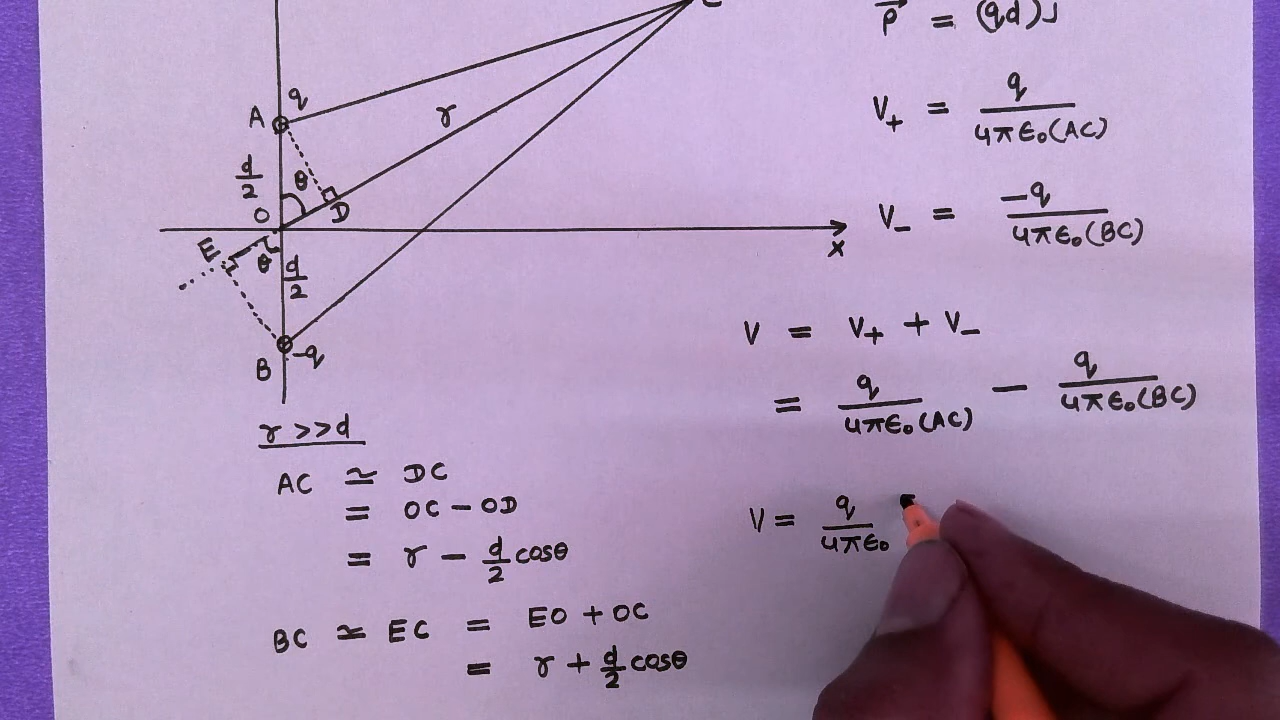 p⃗ = (qd)
A q
r
V₊ = q/4πε₀(AC)
d/2 θ
O D
V₋ = -q/4πε₀(BC)
E θ d/2
x
B -q
V = V₊ + V₋
= q/4πε₀(AC) - q/4πε₀(BC)
r >> d
AC ≃ DC
= OC - OD
= r - d/2 cosθ
V = q/4πε₀
BC ≃ EC = EO + OC
= r + d/2 cosθ